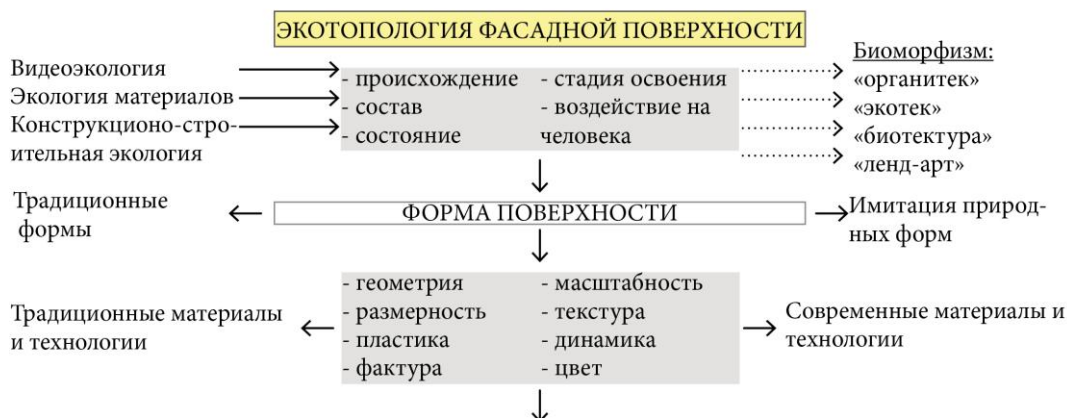 ЭКОТОПОЛОГИЯ ФАСАДНОЙ ПОВЕРХНОСТИ
Видеоэкология
Экология материалов
Конструкционо-стро-
ительная экология
- происхождение
- состав
- состояние
- стадия освоения
- воздействие на
человека
Биоморфизм:
«органитек»
«экотек»
«биотектура»
«ленд-арт»
Традиционные
формы
ФОРМА ПОВЕРХНОСТИ
Имитация природ-
ных форм
Традиционные материалы
и технологии
- геометрия
- размерность
- пластика
- фактура
- масштабность
- текстура
- динамика
- цвет
Современные материалы и
технологии